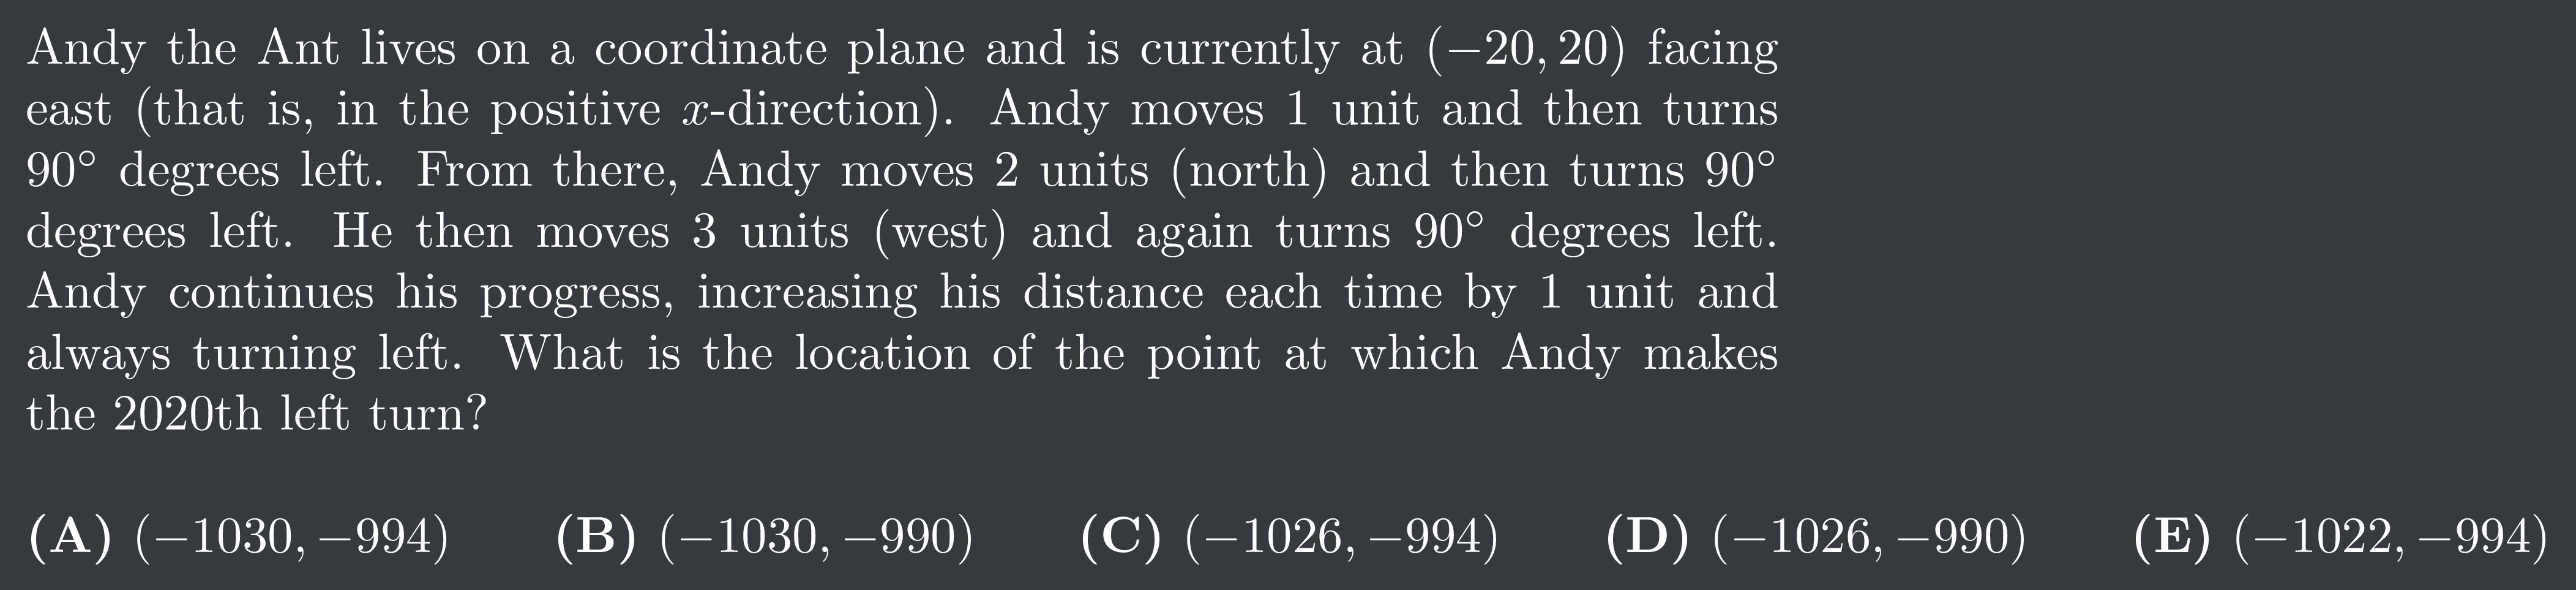 Andy the Ant lives on a coordinate plane and is currently at (−20, 20) facing
east (that is, in the positive x-direction). Andy moves 1 unit and then turns
90° degrees left. From there, Andy moves 2 units (north) and then turns 90°
degrees left. He then moves 3 units (west) and again turns 90° degrees left.
Andy continues his progress, increasing his distance each time by 1 unit and
always turning left. What is the location of the point at which Andy makes
the 2020th left turn?
(A) (−1030, −994) (B) (−1030, −990) (C) (−1026, −994) (D) (−1026, −990) (E) (−1022, −994)